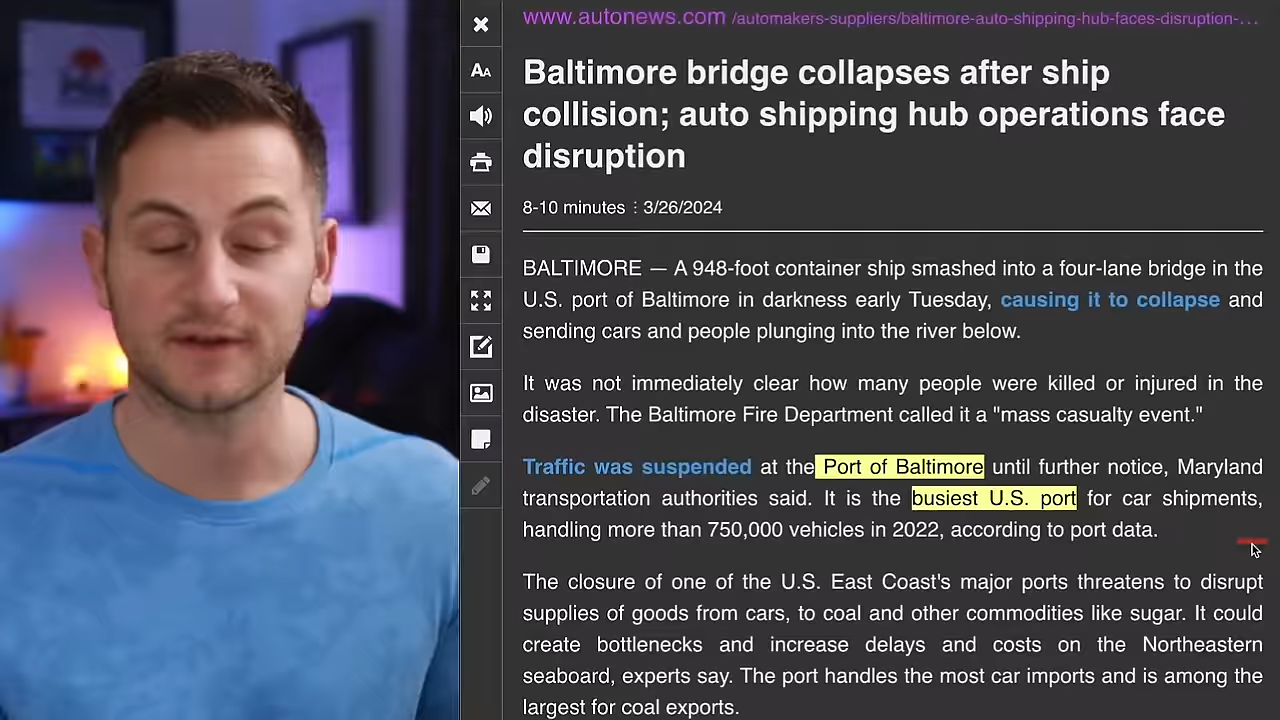 www.autonews.com /automakers-suppliers/baltimore-auto-shipping-hub-faces-disruption-…
Baltimore bridge collapses after ship
collision; auto shipping hub operations face
disruption
8-10 minutes : 3/26/2024
BALTIMORE — A 948-foot container ship smashed into a four-lane bridge in the
U.S. port of Baltimore in darkness early Tuesday, causing it to collapse and
sending cars and people plunging into the river below.
It was not immediately clear how many people were killed or injured in the
disaster. The Baltimore Fire Department called it a "mass casualty event."
Traffic was suspended at the Port of Baltimore until further notice, Maryland
transportation authorities said. It is the busiest U.S. port for car shipments,
handling more than 750,000 vehicles in 2022, according to port data.
The closure of one of the U.S. East Coast's major ports threatens to disrupt
supplies of goods from cars, to coal and other commodities like sugar. It could
create bottlenecks and increase delays and costs on the Northeastern
seaboard, experts say. The port handles the most car imports and is among the
largest for coal exports.